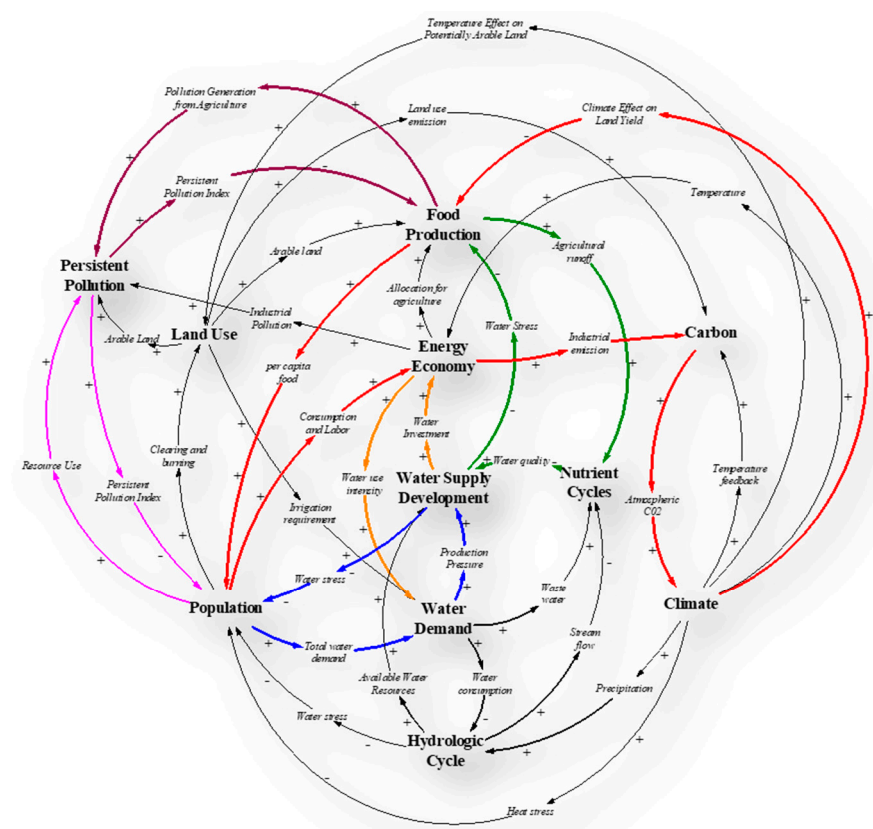 Temperature Effect on
Potentially Arable Land
Pollution Generation
from Agriculture
Land use
emission
Climate Effect on
Land Yield
Persistent
Pollution Index
Temperature
Food
Production
Arable land
Agricultural
runoff
Persistent
Pollution
Allocation for
agriculture
Industrial
Pollution
Land Use
Arable Land
Water Stress
Energy
Economy
Industrial
emission
Carbon
per capita
food
Consumption
and Labor
Water
Investment
Clearing and
burning
Resource Use
Persistent
Pollution Index
Water use
intensity
Water Supply
Development
Water quality
Nutrient
Cycles
Temperature
feedback
Irrigation
requirement
Atmospheric
C02
Production
Pressure
Water stress
Waste
water
Population
Water
Demand
Climate
Total water
demand
Stream
flow
Available Water
Resources
Water
consumption
Precipitation
Water stress
Hydrologic
Cycle
Heat stress